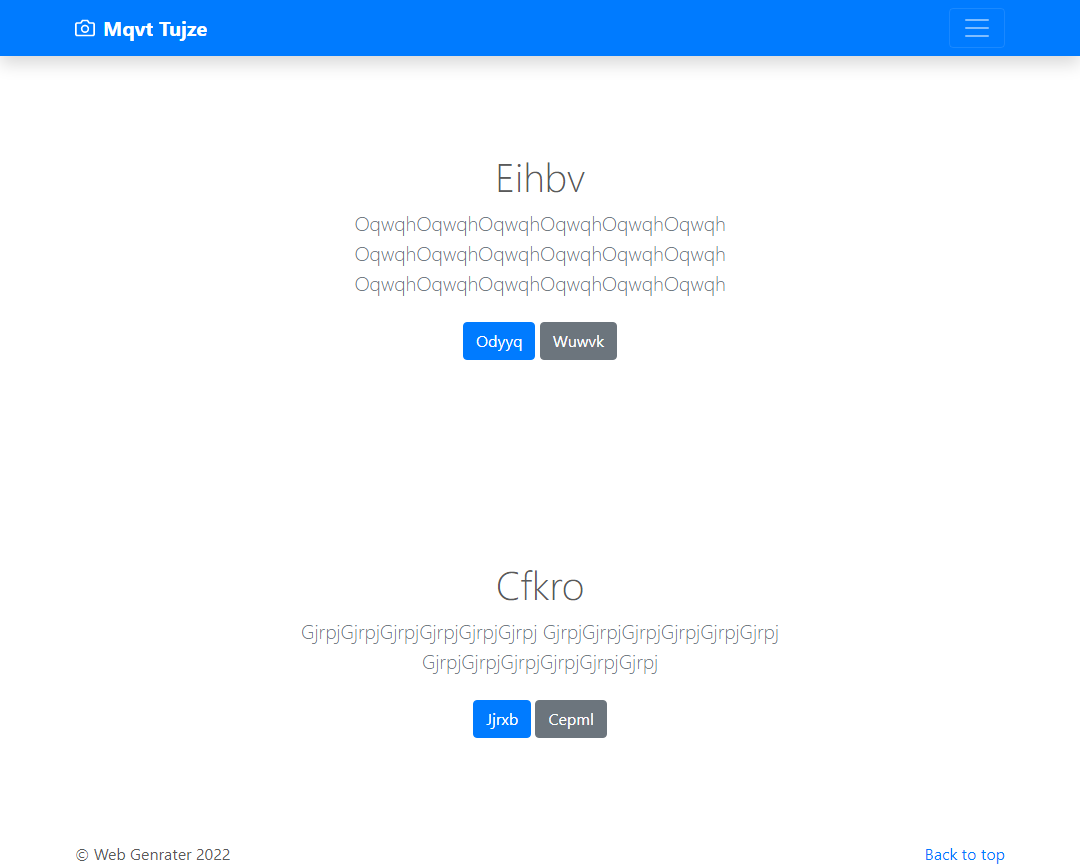 Mqvt Tujze
Eihbv
OqwqhOqwqhOqwqhOqwqhOqwqhOqwqh
OqwqhOqwqhOqwqhOqwqhOqwqhOqwqh
OqwqhOqwqhOqwqhOqwqhOqwqhOqwqh
Odyyq Wuwvk
Cfkro
GjrpjGjrpjGjrpjGjrpjGjrpjGjrpj GjrpjGjrpjGjrpjGjrpjGjrpjGjrpj
GjrpjGjrpjGjrpjGjrpjGjrpjGjrpj
Jjrxb Cepml
© Web Genrater 2022 Back to top